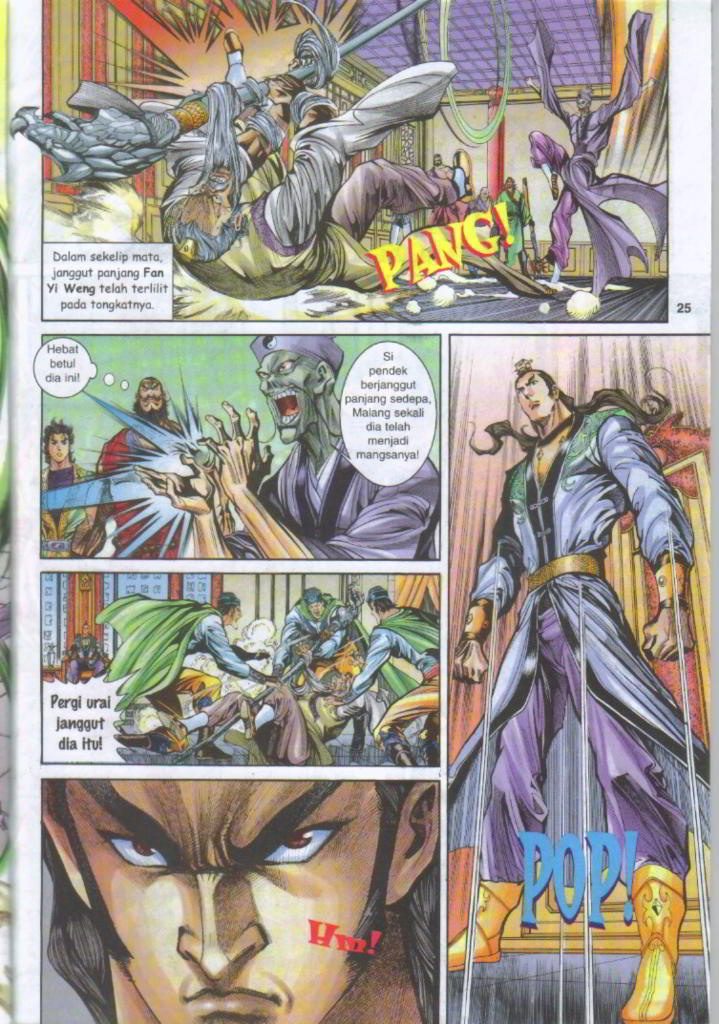 Dalam sekelip mata,
janggut panjang Fan
Yi Weng telah terlilit
pada tongkatnya.
PANG!
25
Hebat
betul
dia ini!
Si
pendek
berjanggut
panjang sedepa,
Malang sekali
dia telah
menjadi
mangsanya!
Pergi urai
janggut
dia itu!
POP!
Hm!